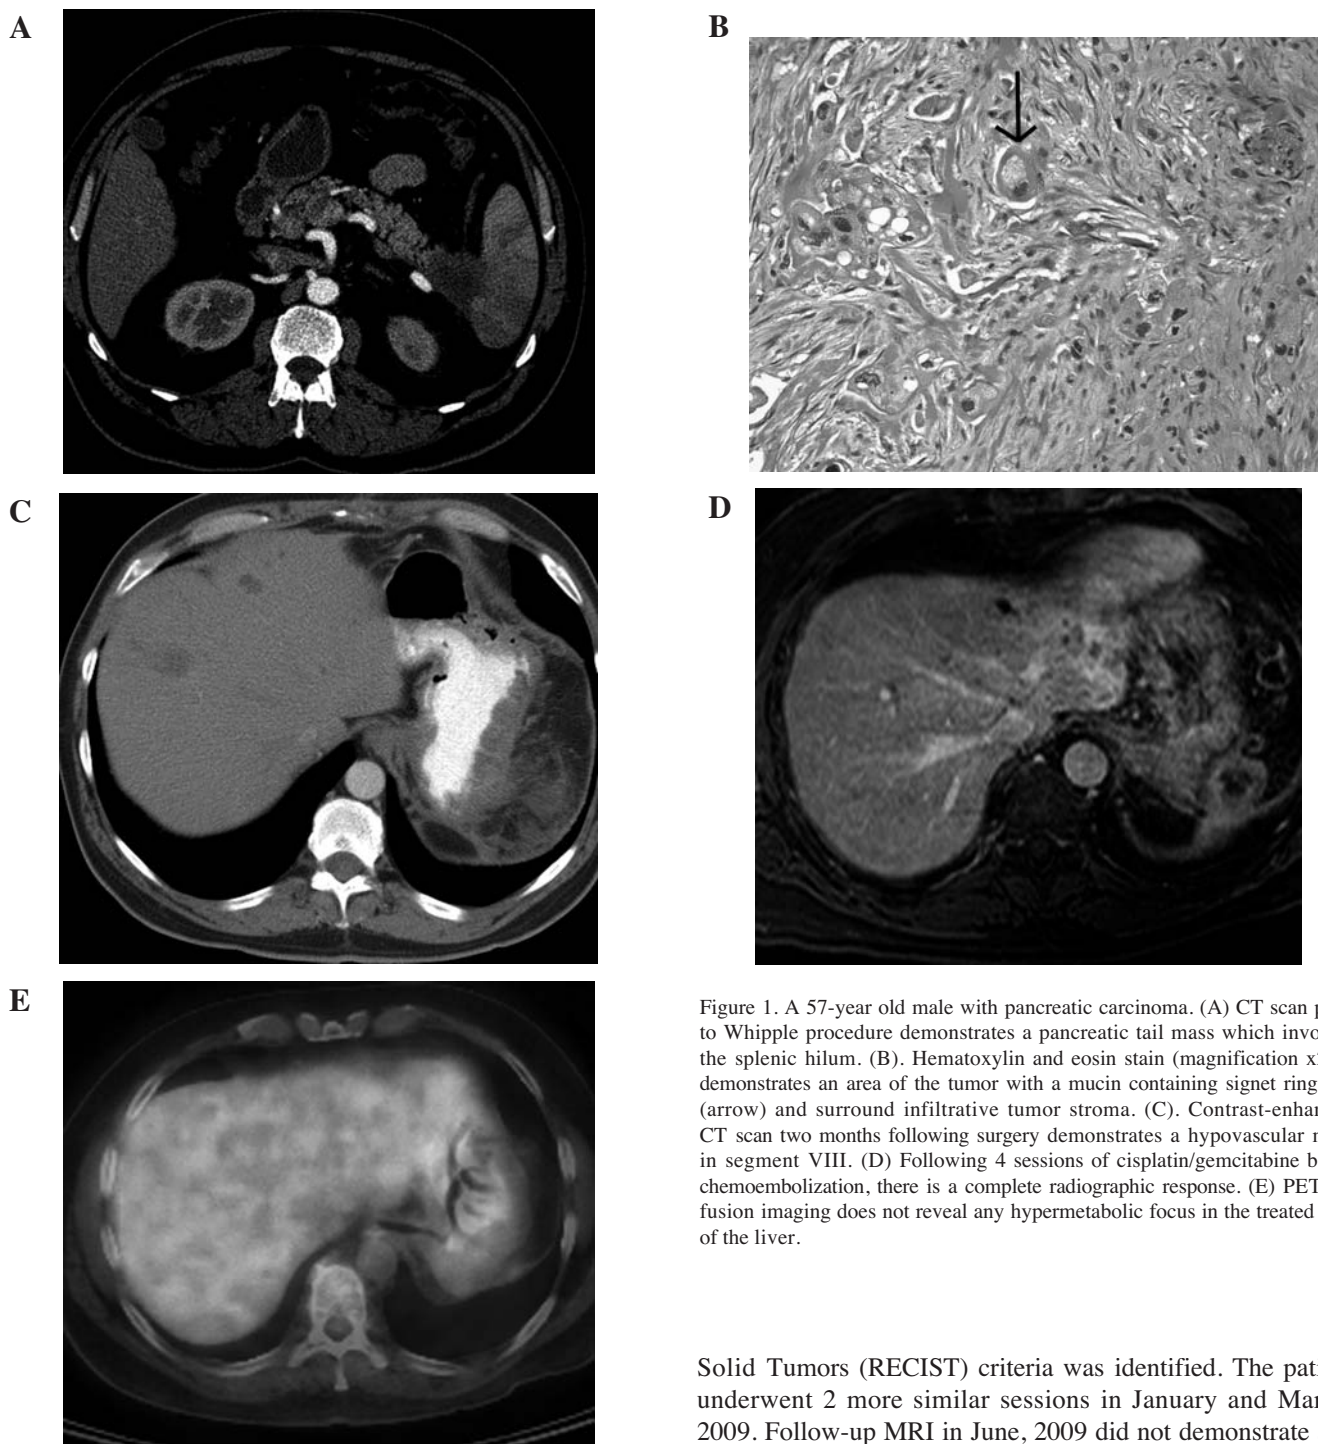 A
B
C
D
E
Figure 1. A 57-year old male with pancreatic carcinoma. (A) CT scan p
to Whipple procedure demonstrates a pancreatic tail mass which invo
the splenic hilum. (B). Hematoxylin and eosin stain (magnification x
demonstrates an area of the tumor with a mucin containing signet ring
(arrow) and surround infiltrative tumor stroma. (C). Contrast-enhan
CT scan two months following surgery demonstrates a hypovascular
in segment VIII. (D) Following 4 sessions of cisplatin/gemcitabine b
chemoembolization, there is a complete radiographic response. (E) PET
fusion imaging does not reveal any hypermetabolic focus in the treated
of the liver.
Solid Tumors (RECIST) criteria was identified. The pati
underwent 2 more similar sessions in January and Mar
2009. Follow-up MRI in June, 2009 did not demonstrate